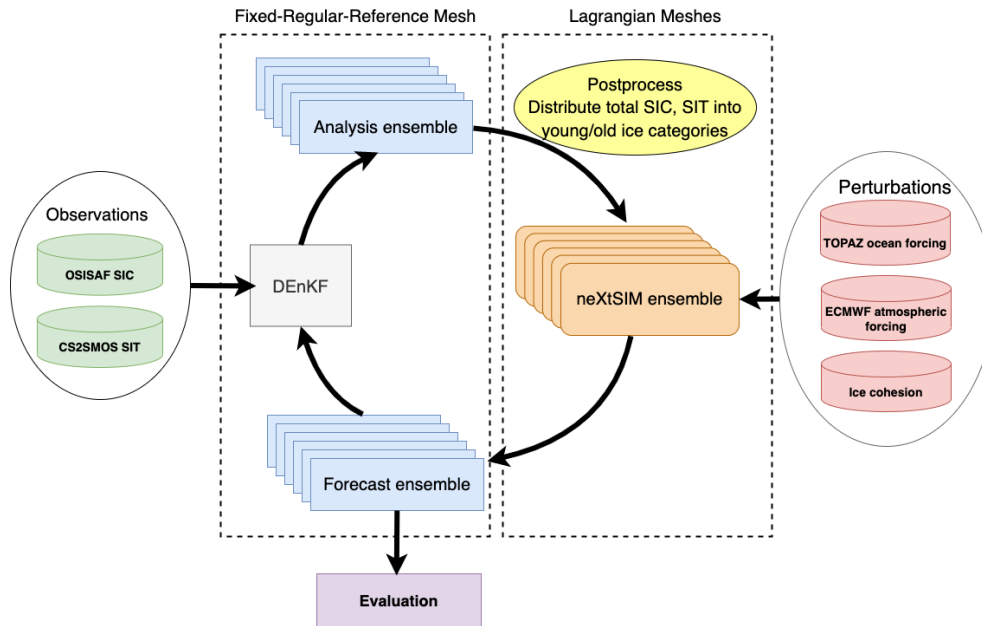 Fixed-Regular-Reference Mesh
Lagrangian Meshes
Postprocess
Distribute total SIC, SIT into
young/old ice categories
Analysis ensemble
Observations
OSISAF SIC
CS2SMOS SIT
DEnKF
neXtSIM ensemble
Perturbations
TOPAZ ocean forcing
ECMWF atmospheric
forcing
Ice cohesion
Forecast ensemble
Evaluation